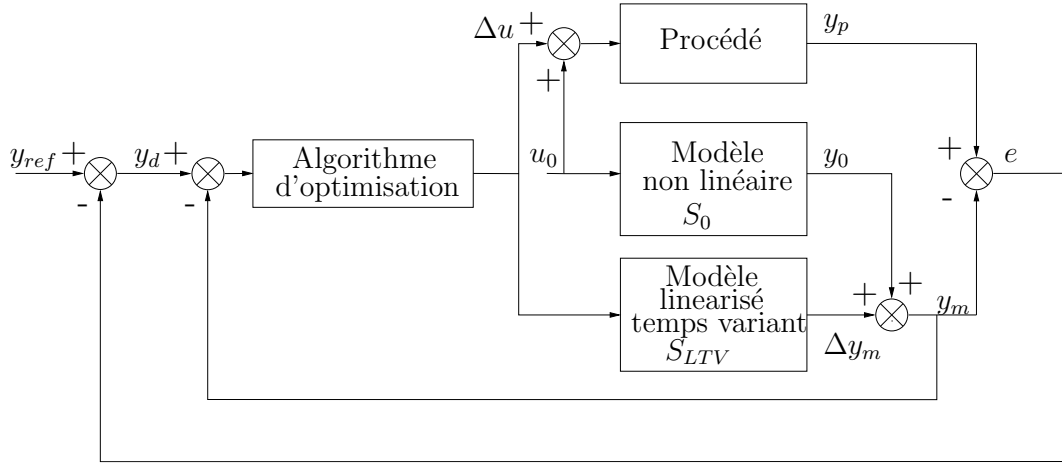 Δu + Procédé y_p
+
y_ref + y_d + Algorithme d'optimisation u_0 Modèle non linéaire S_0 y_0 + e
- - -
Modèle linearisé temps variant S_LTV + + y_m
Δy_m